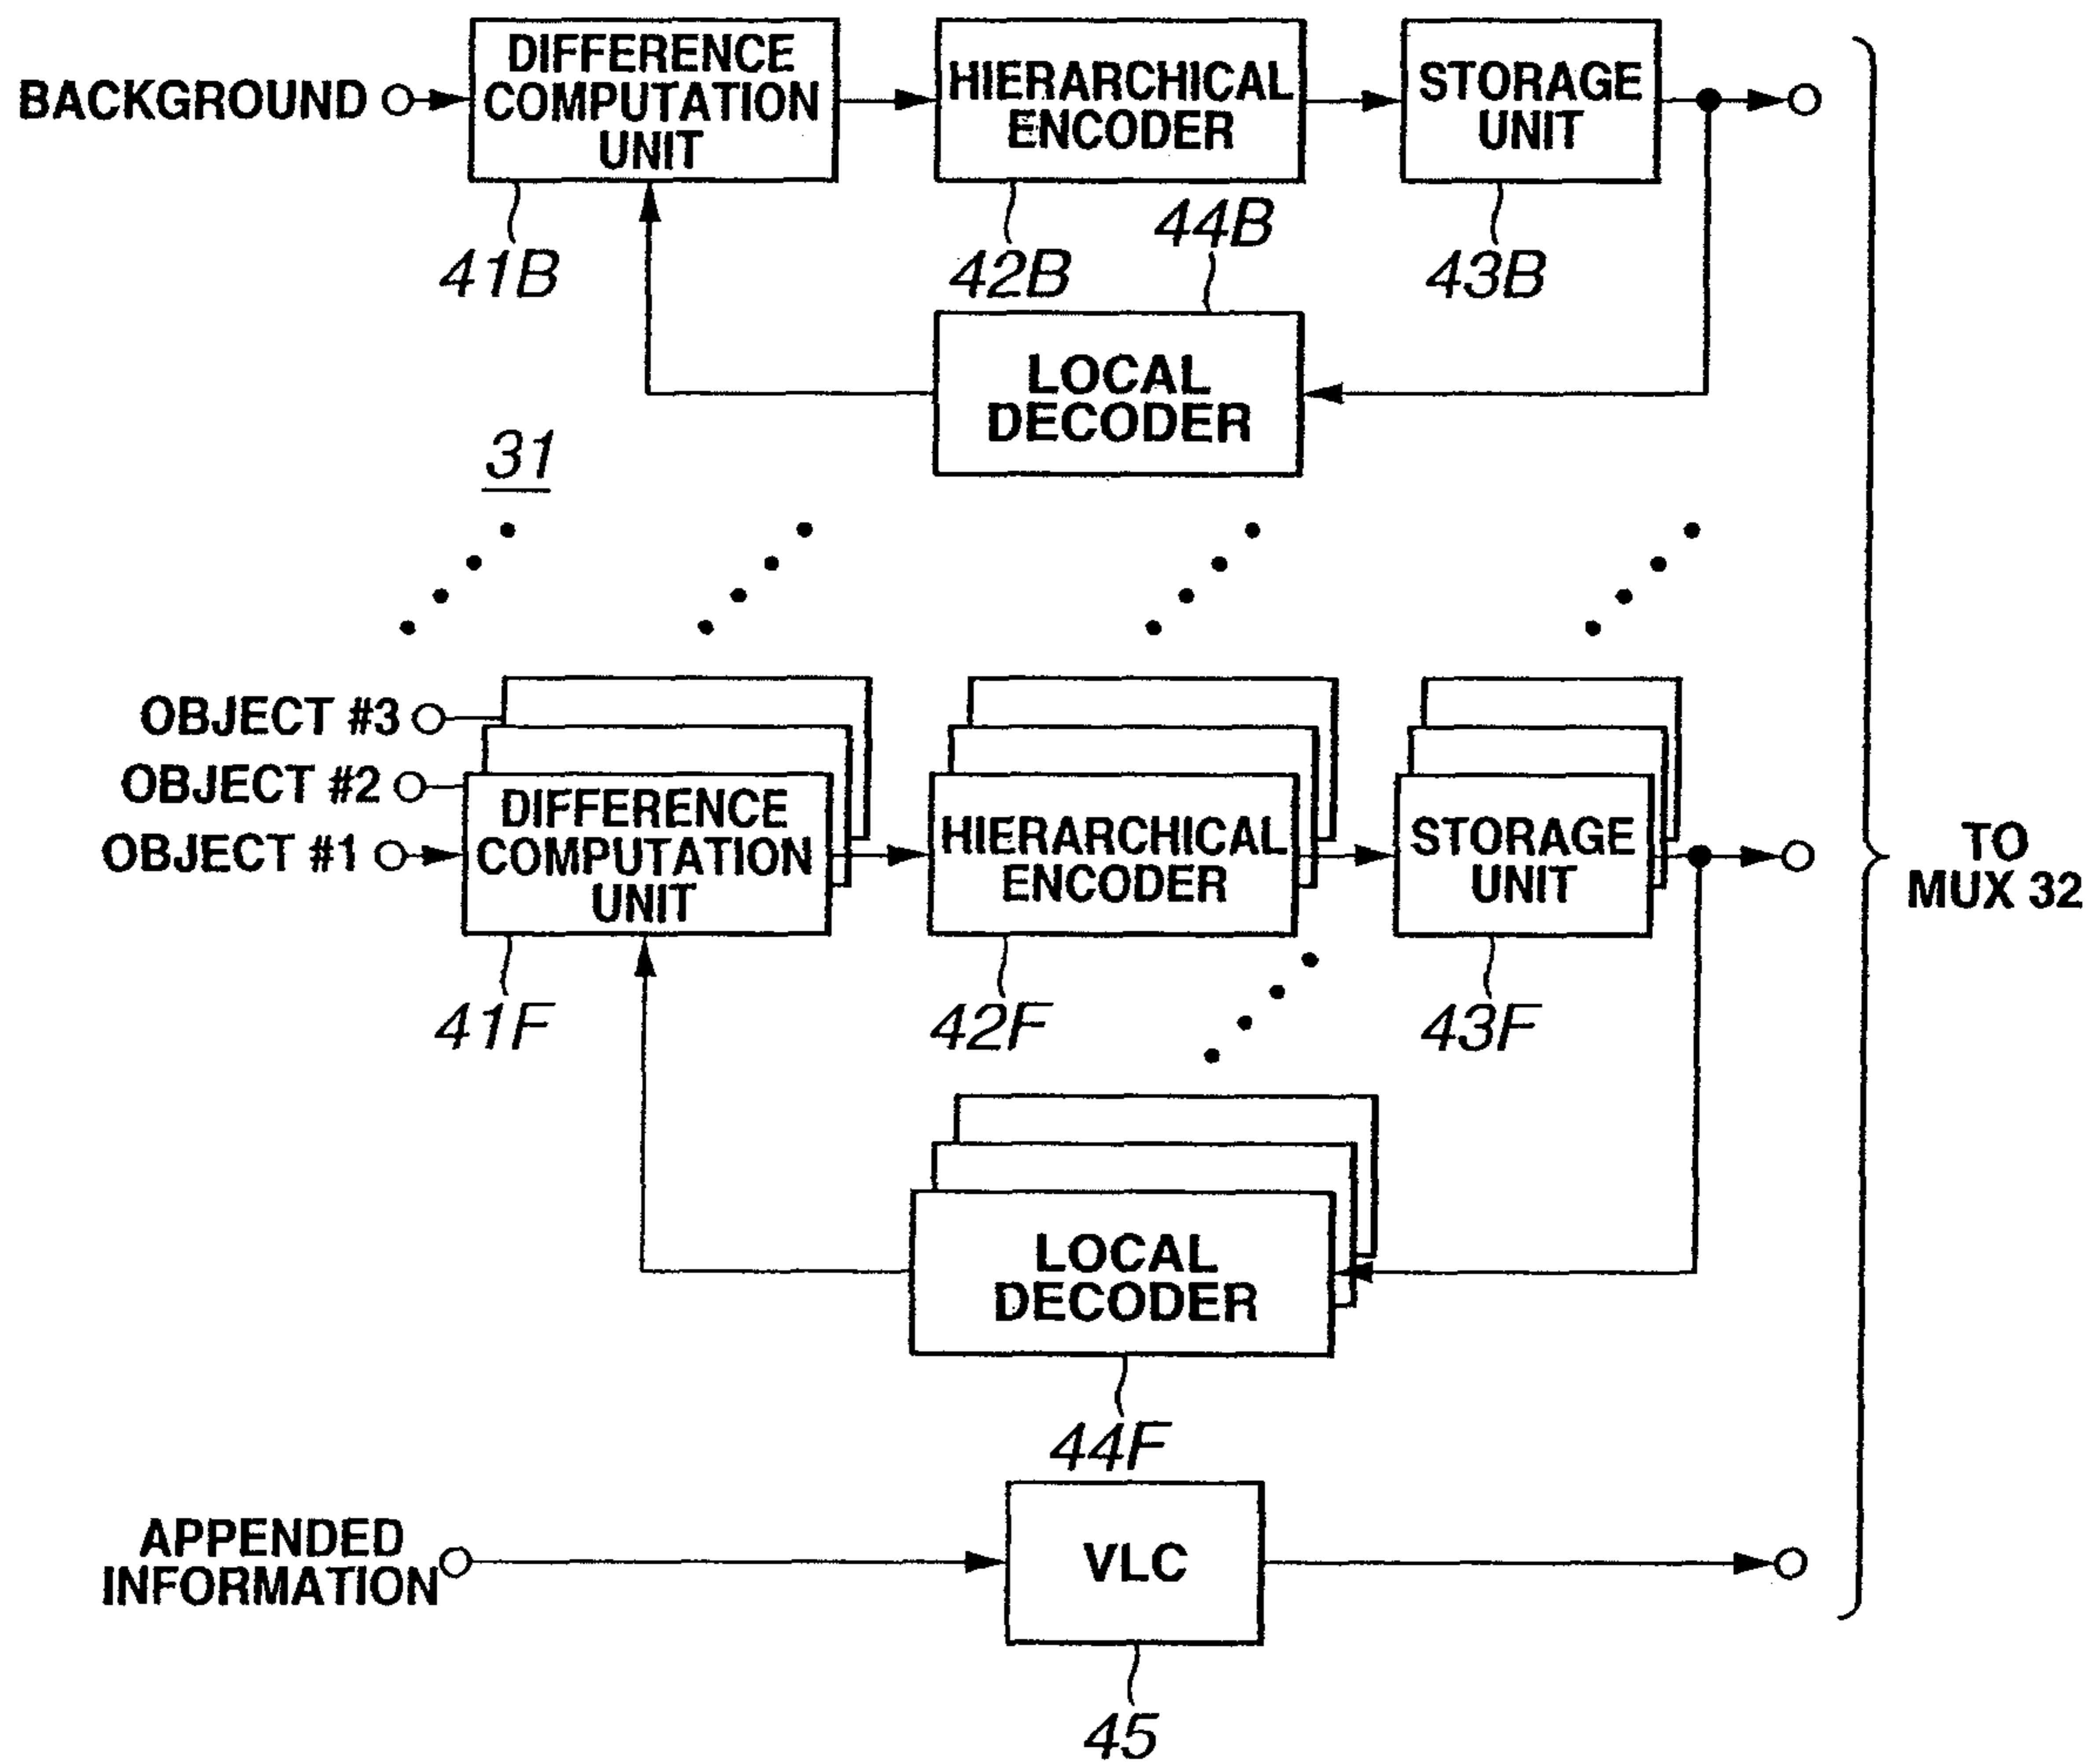 BACKGROUND
DIFFERENCE
COMPUTATION
UNIT
HIERARCHICAL
ENCODER
STORAGE
UNIT
41B
42B
44B
43B
LOCAL
DECODER
31
OBJECT #3
OBJECT #2
OBJECT #1
DIFFERENCE
COMPUTATION
UNIT
HIERARCHICAL
ENCODER
STORAGE
UNIT
TO
MUX 32
41F
42F
43F
LOCAL
DECODER
44F
APPENDED
INFORMATION
VLC
45